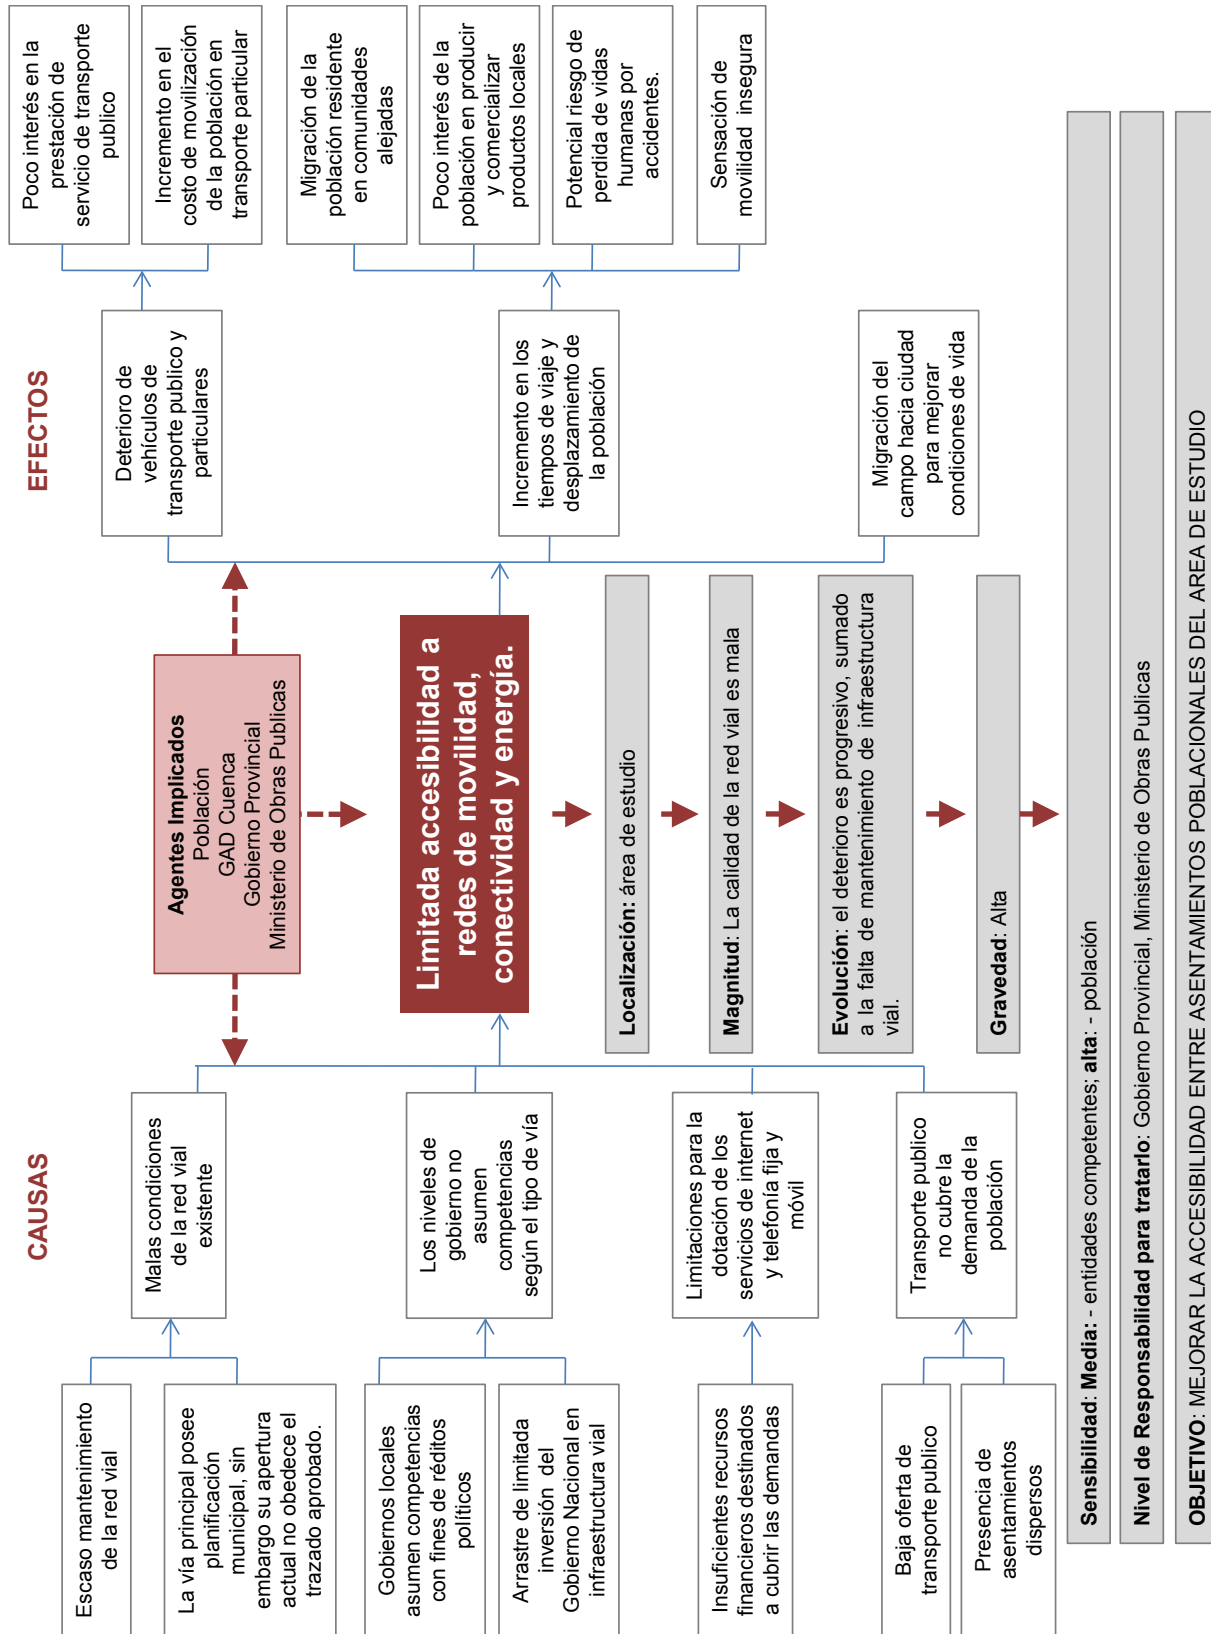 CAUSAS
EFECTOS
Agentes Implicados
Población
GAD Cuenca
Gobierno Provincial
Ministerio de Obras Publicas
Escaso mantenimiento
de la red vial
La vía principal posee
planificación
municipal, sin
embargo su apertura
actual no obedece el
trazado aprobado.
Gobiernos locales
asumen competencias
con fines de réditos
políticos
Arrastre de limitada
inversión del
Gobierno Nacional en
infraestructura vial
Insuficientes recursos
financieros destinados
a cubrir las demandas
Baja oferta de
transporte publico
Presencia de
asentamientos
dispersos
Malas condiciones
de la red vial
existente
Los niveles de
gobierno no
asumen
competencias
según el tipo de vía
Limitaciones para la
dotación de los
servicios de internet
y telefonía fija y
móvil
Transporte publico
no cubre la
demanda de la
población
Limitada accesibilidad a
redes de movilidad,
conectividad y energía.
Localización: área de estudio
Magnitud: La calidad de la red vial es mala
Evolución: el deterioro es progresivo, sumado
a la falta de mantenimiento de infraestructura
vial.
Gravedad: Alta
Deterioro de
vehículos de
transporte publico y
particulares
Incremento en los
tiempos de viaje y
desplazamiento de
la población
Migración del
campo hacia ciudad
para mejorar
condiciones de vida
Poco interés en la
prestación de
servicio de transporte
publico
Incremento en el
costo de movilización
de la población en
transporte particular
Migración de la
población residente
en comunidades
alejadas
Poco interés de la
población en producir
y comercializar
productos locales
Potencial riesgo de
perdida de vidas
humanas por
accidentes.
Sensación de
movilidad insegura
Sensibilidad: Media: - entidades competentes; alta: - población
Nivel de Responsabilidad para tratarlo: Gobierno Provincial, Ministerio de Obras Publicas
OBJETIVO: MEJORAR LA ACCESIBILIDAD ENTRE ASENTAMIENTOS POBLACIONALES DEL AREA DE ESTUDIO